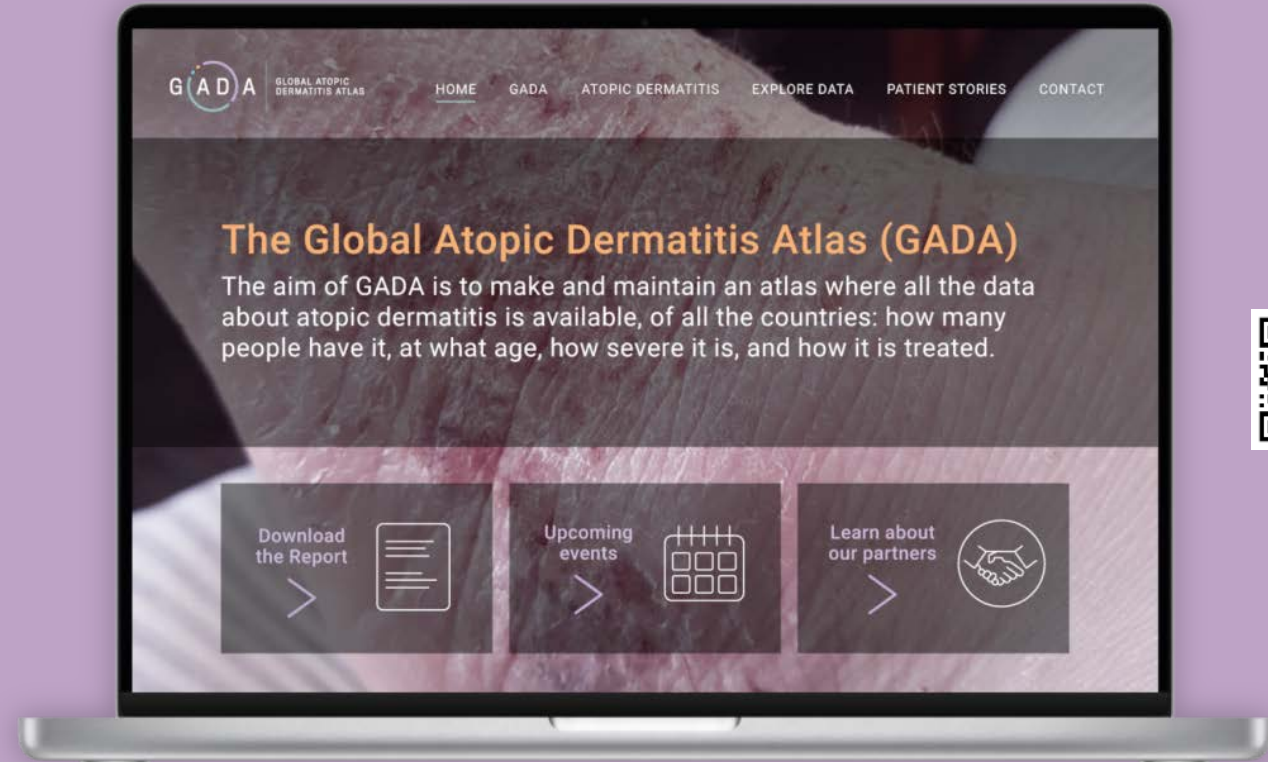 GADA
GLOBAL ATOPIC
DERMATITIS ATLAS
HOME
GADA
ATOPIC DERMATITIS
EXPLORE DATA
PATIENT STORIES
CONTACT
The Global Atopic Dermatitis Atlas (GADA)
The aim of GADA is to make and maintain an atlas where all the data
about atopic dermatitis is available, of all the countries: how many
people have it, at what age, how severe it is, and how it is treated.
Download
the Report
Upcoming
events
Learn about
our partners